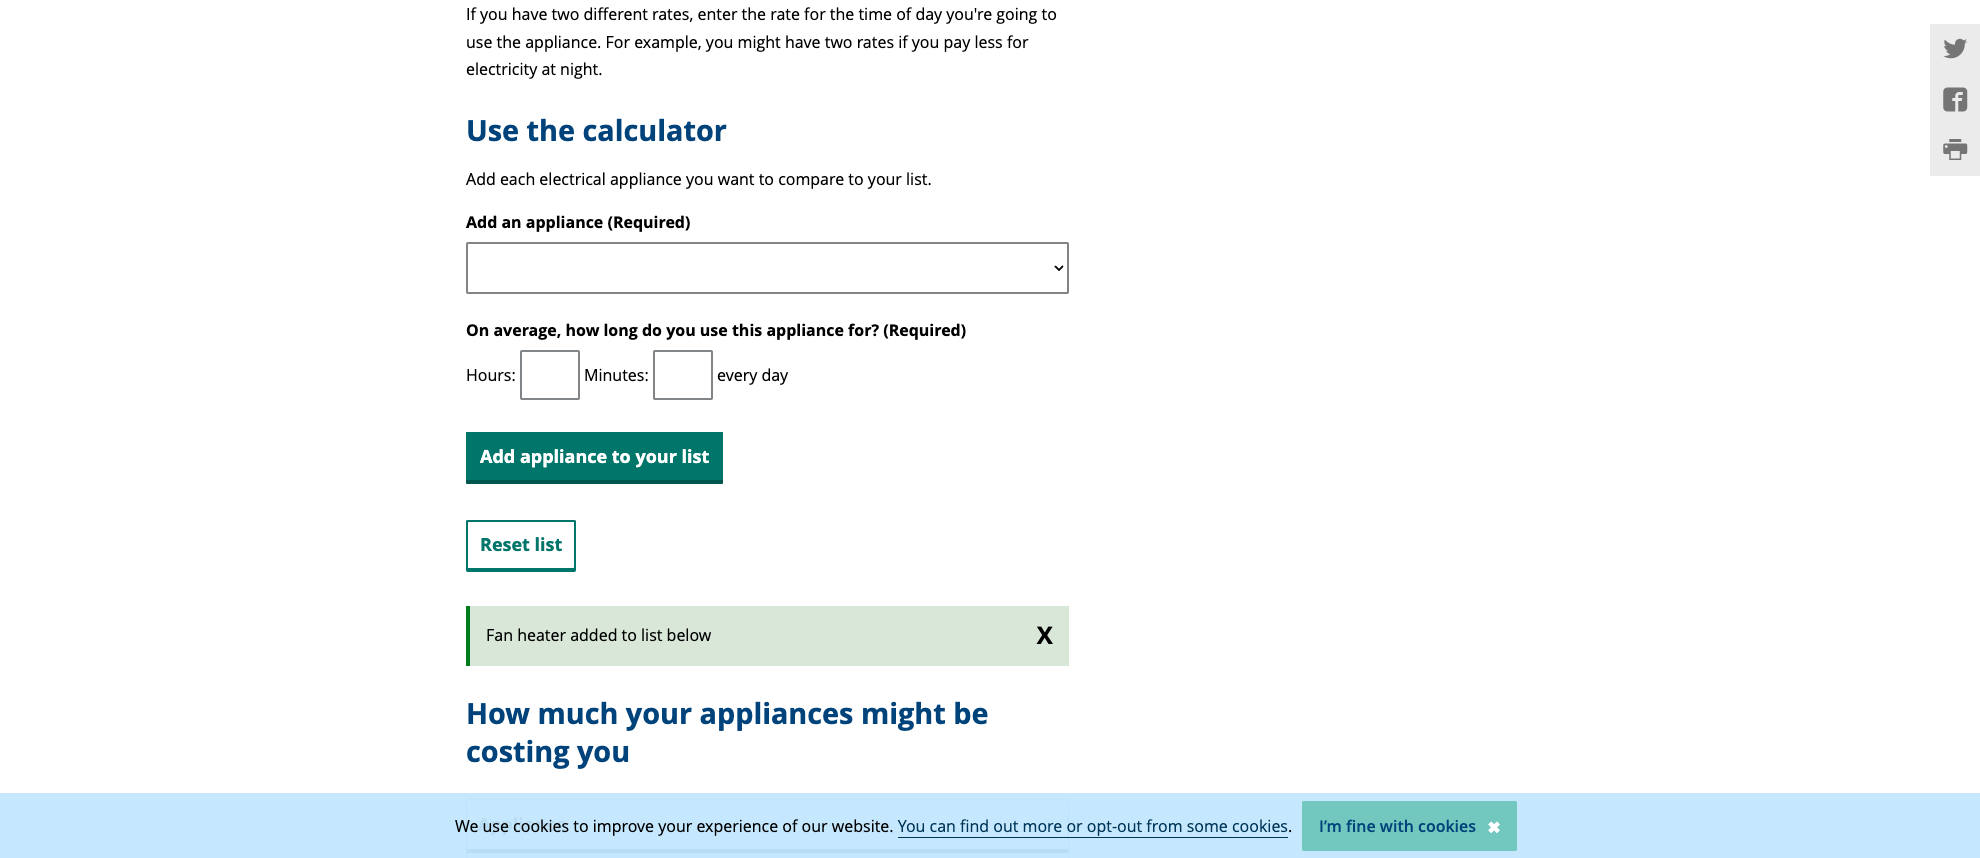 If you have two different rates, enter the rate for the time of day you're going to
use the appliance. For example, you might have two rates if you pay less for
electricity at night.
Use the calculator
Add each electrical appliance you want to compare to your list.
Add an appliance (Required)
On average, how long do you use this appliance for? (Required)
Hours: Minutes: every day
Add appliance to your list
Reset list
Fan heater added to list below X
How much your appliances might be
costing you
We use cookies to improve your experience of our website. You can find out more or opt-out from some cookies. I'm fine with cookies ✖